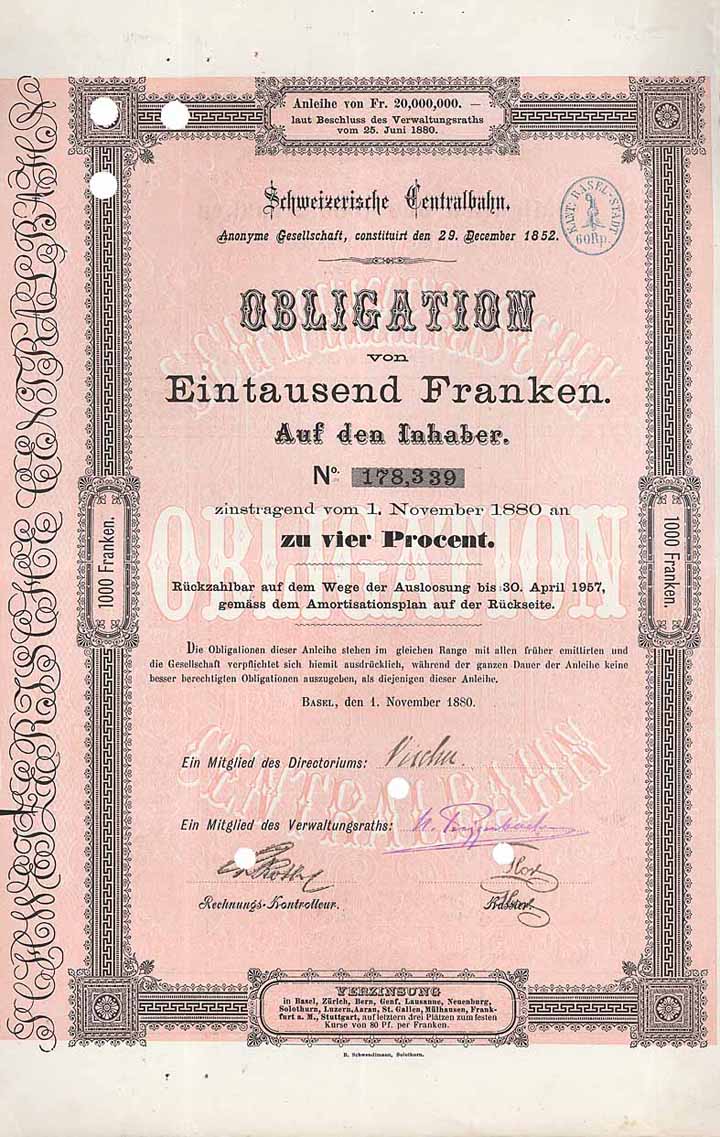 Anleihe von Fr. 20,000,000. —
laut Beschluss des Verwaltungsraths
vom 25. Juni 1880.
SCHWEIZERISCHE CENTRALBAHN
Schweizerische Centralbahn.
KANT. BASEL-STADT
60Rp.
Anonyme Gesellschaft, constituirt den 29. December 1852.
SCHWEIZERISCHE
OBLIGATION
von
Eintausend Franken.
Auf den Inhaber.
No. 178,339
zinstragend vom 1. November 1880 an
zu vier Procent.
OBLIGATION
1000 Franken.
1000 Franken.
Rückzahlbar auf dem Wege der Ausloosung bis 30. April 1957,
gemäss dem Amortisationsplan auf der Rückseite.
Die Obligationen dieser Anleihe stehen im gleichen Range mit allen früher emittirten und
die Gesellschaft verpflichtet sich hiemit ausdrücklich, während der ganzen Dauer der Anleihe keine
besser berechtigten Obligationen auszugeben, als diejenigen dieser Anleihe.
BASEL, den 1. November 1880.
CENTRALBAHN
Ein Mitglied des Directoriums:
Ein Mitglied des Verwaltungsraths:
Rechnungs-Kontrolleur.
Kassier.
VERZINSUNG
in Basel, Zürich, Bern, Genf, Lausanne, Neuenburg,
Solothurn, Luzern, Aarau, St. Gallen, Mülhausen, Frank-
furt a. M., Stuttgart, auf letztern drei Plätzen zum festen
Kurse von 80 Pf. per Franken.
B. Schwendimann, Solothurn.